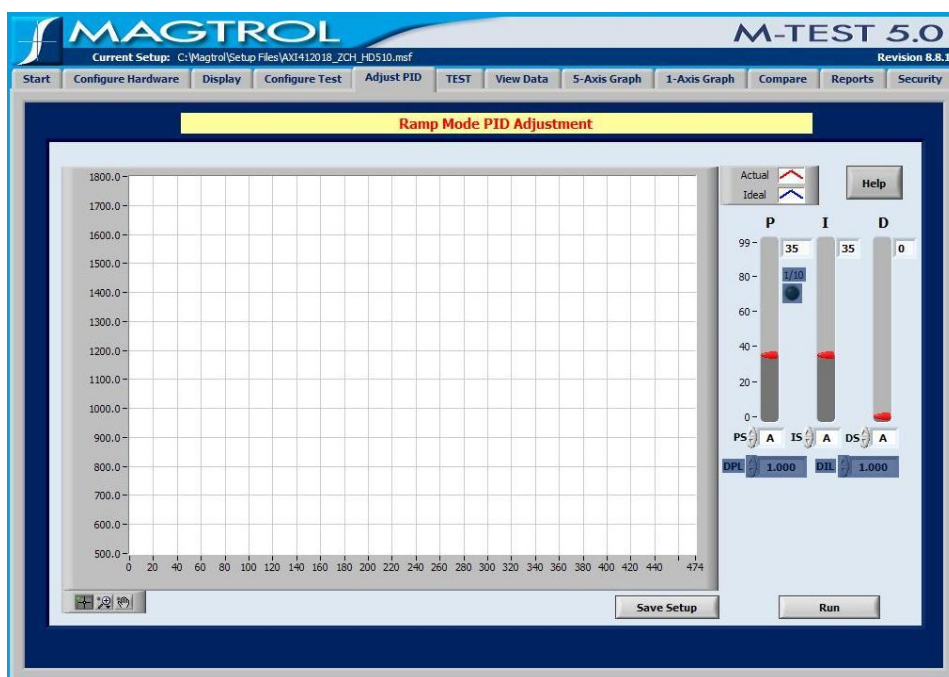 MAGTROL
M-TEST 5.0
Current Setup: C:\Magtrol\Setup Files\AXI412018_ZCH_HD510.msf
Revision 8.8.1
Start Configure Hardware Display Configure Test Adjust PID TEST View Data 5-Axis Graph 1-Axis Graph Compare Reports Security
Ramp Mode PID Adjustment
Actual
Ideal
Help
P I D
99
35 35 0
1/10
80
60
40
20
0
PS A IS A DS A
DPL 1.000 DIL 1.000
1800.0
1700.0
1600.0
1500.0
1400.0
1300.0
1200.0
1100.0
1000.0
900.0
800.0
700.0
600.0
500.0
0 20 40 60 80 100 120 140 160 180 200 220 240 260 280 300 320 340 360 380 400 420 440 474
Save Setup
Run